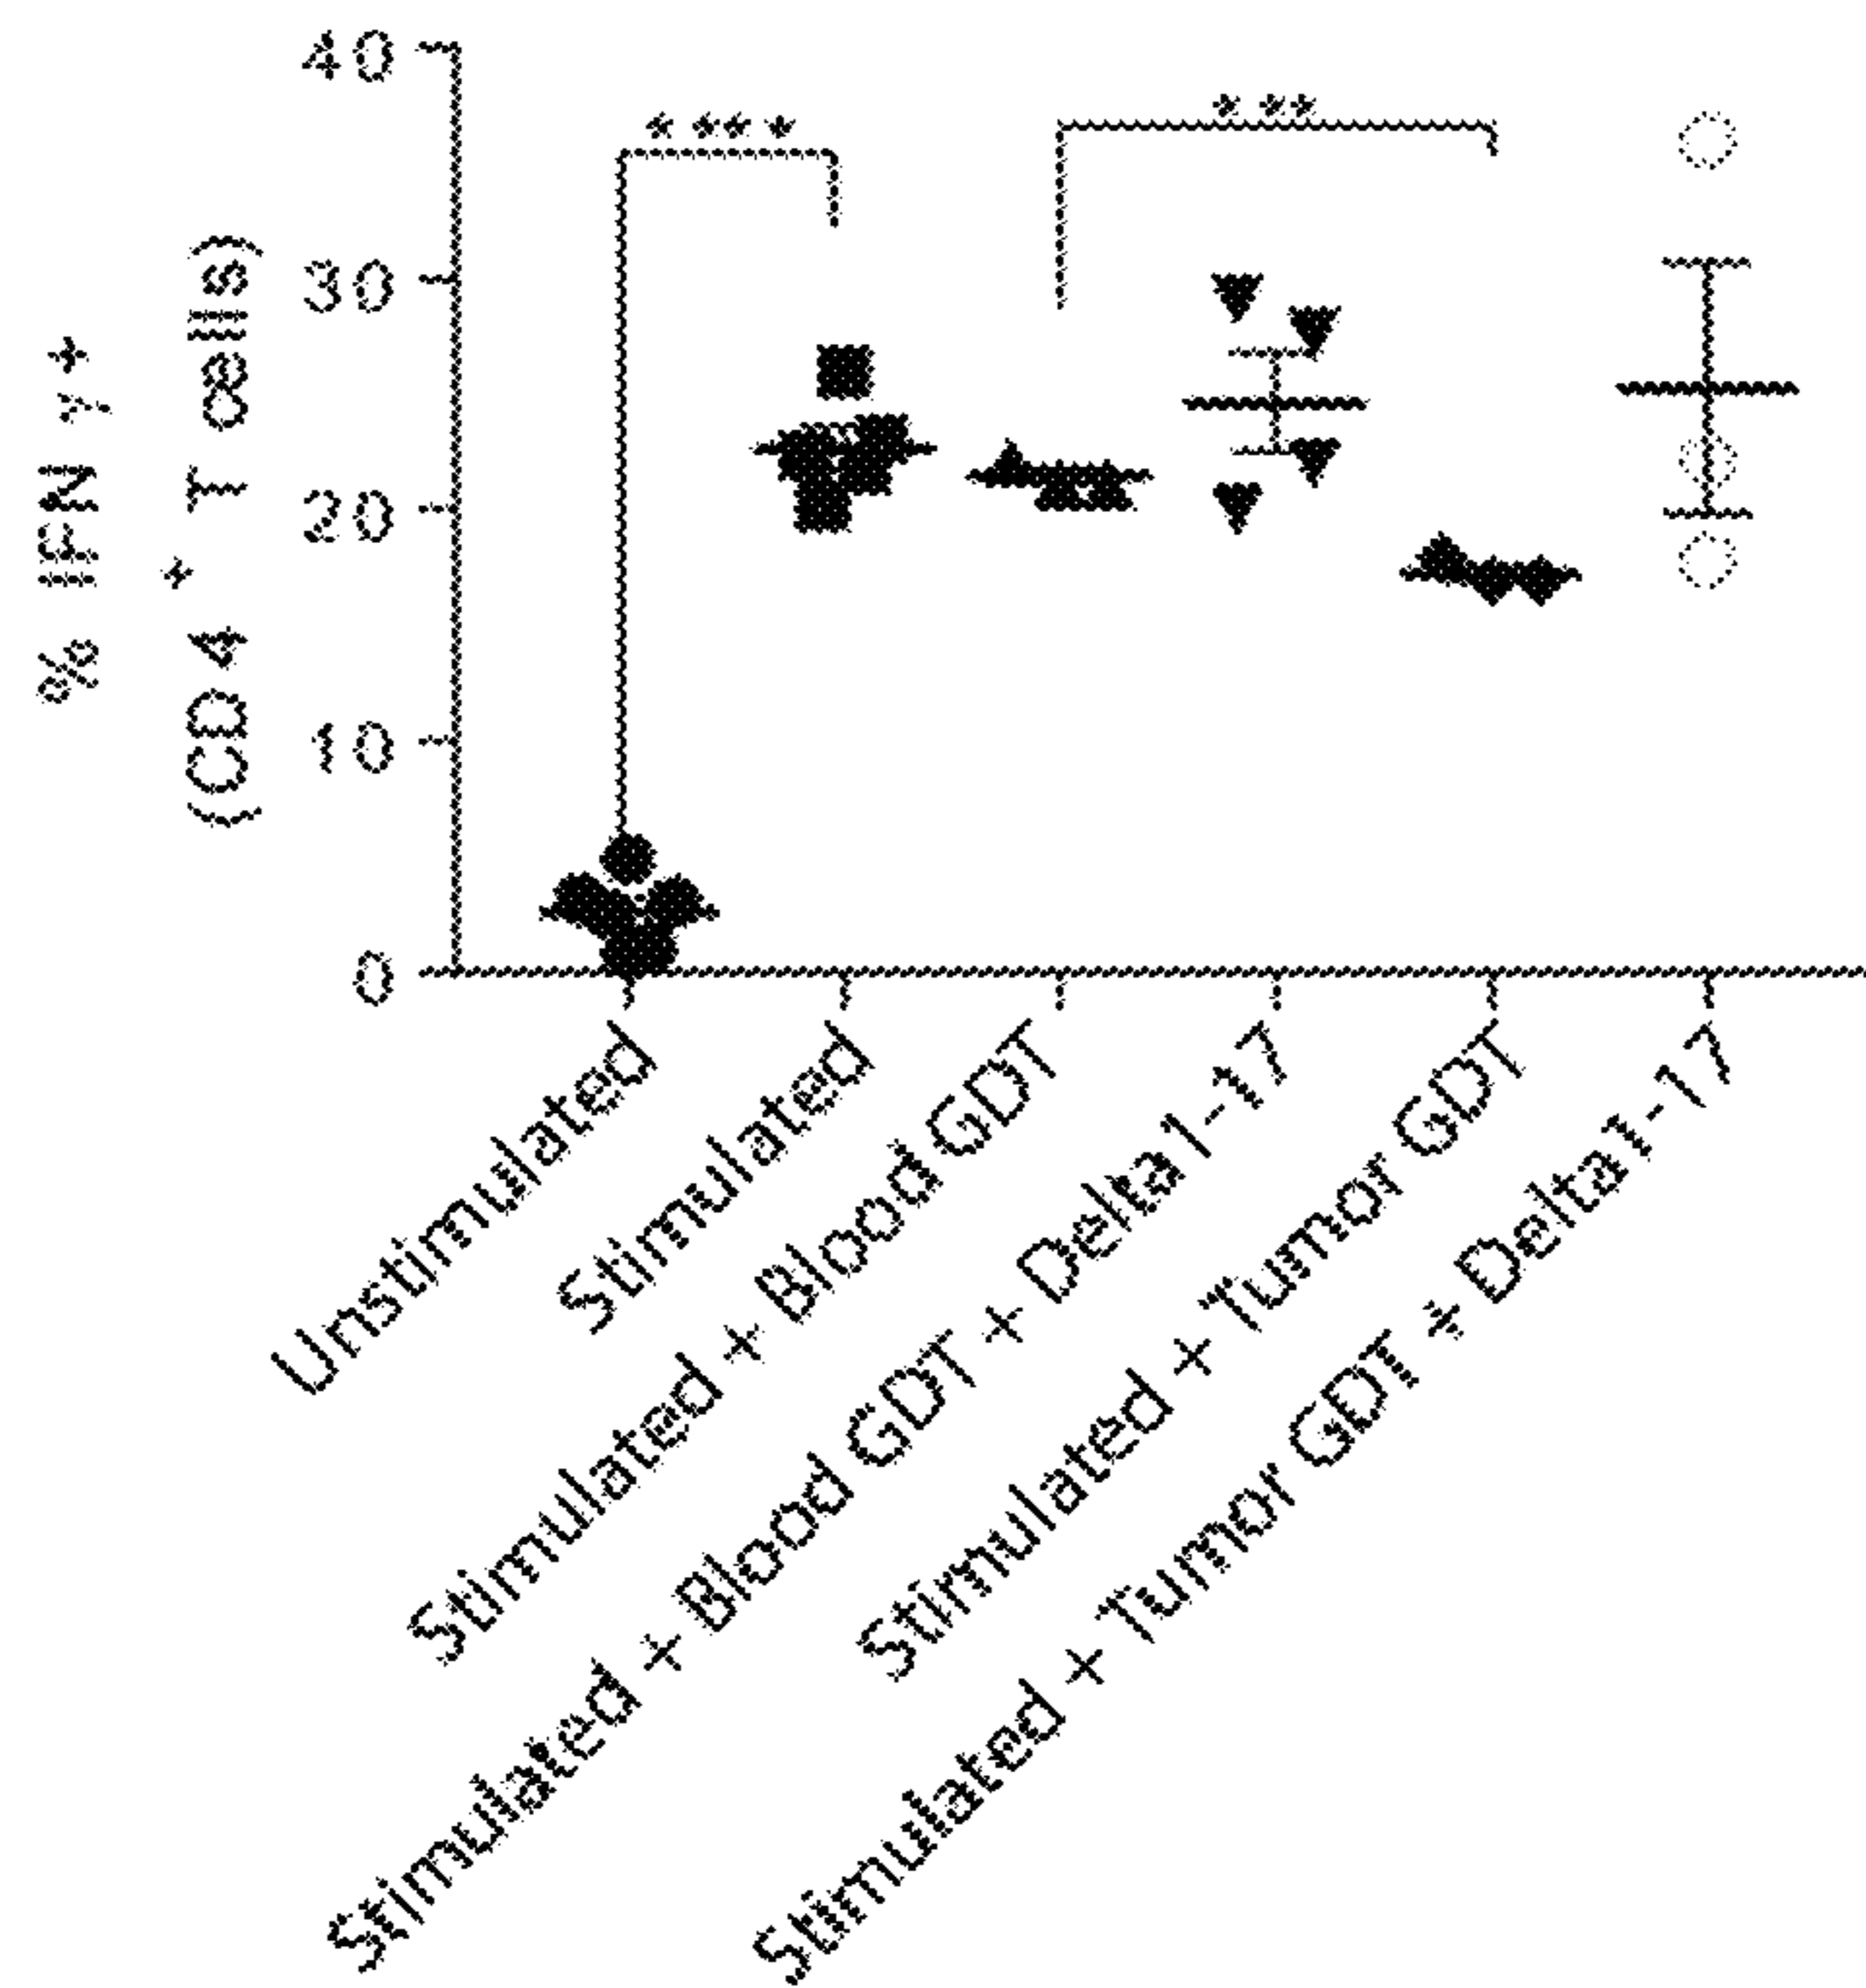 % IFN γ+
(CD4+ T cells)
40
30
20
10
0
****
***
Unstimulated
Stimulated
Stimulated + Blood GDT
Stimulated + Blood GDT + Delta1-17
Stimulated + Tumor GDT
Stimulated + Tumor GDT + Delta1-17